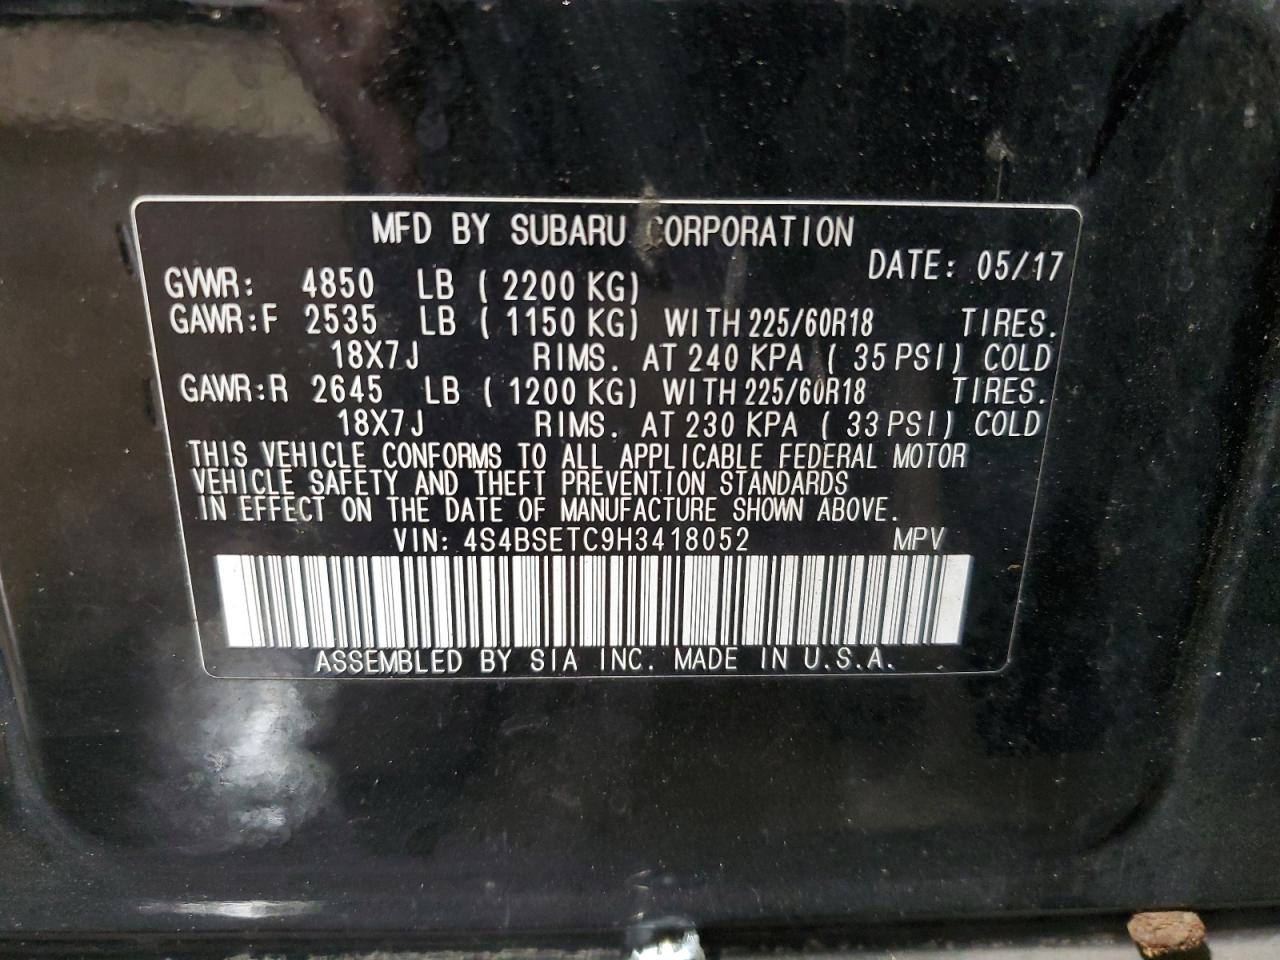 MFD BY SUBARU CORPORATION
DATE: 05/17
GVWR: 4850 LB ( 2200 KG)
GAWR:F 2535 LB ( 1150 KG) WITH 225/60R18 TIRES.
18X7J RIMS. AT 240 KPA ( 35 PSI) COLD
GAWR:R 2645 LB ( 1200 KG) WITH 225/60R18 TIRES.
18X7J RIMS. AT 230 KPA ( 33 PSI) COLD
THIS VEHICLE CONFORMS TO ALL APPLICABLE FEDERAL MOTOR
VEHICLE SAFETY AND THEFT PREVENTION STANDARDS
IN EFFECT ON THE DATE OF MANUFACTURE SHOWN ABOVE.
VIN: 4S4BSETC9H3418052 MPV
ASSEMBLED BY SIA INC. MADE IN U.S.A.